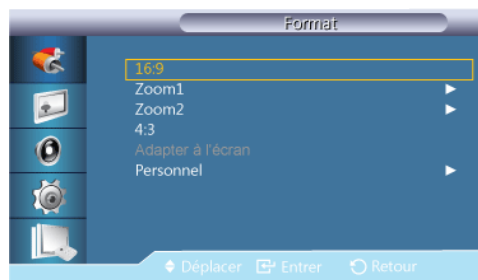 Format
16:9
Zoom1
Zoom2
4:3
Adapter à l'écran
Personnel
Déplacer Entrer Retour